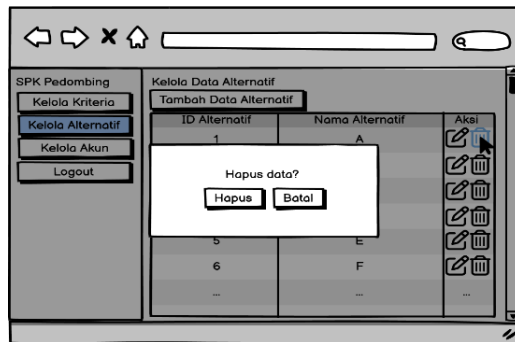 SPK Pedombing
Kelola Kriteria
Kelola Alternatif
Kelola Akun
Logout
Kelola Data Alternatif
Tambah Data Alternatif
ID Alternatif Nama Alternatif Aksi
1 A
Hapus data?
Hapus Batal
5 E
6 F
... ... ...